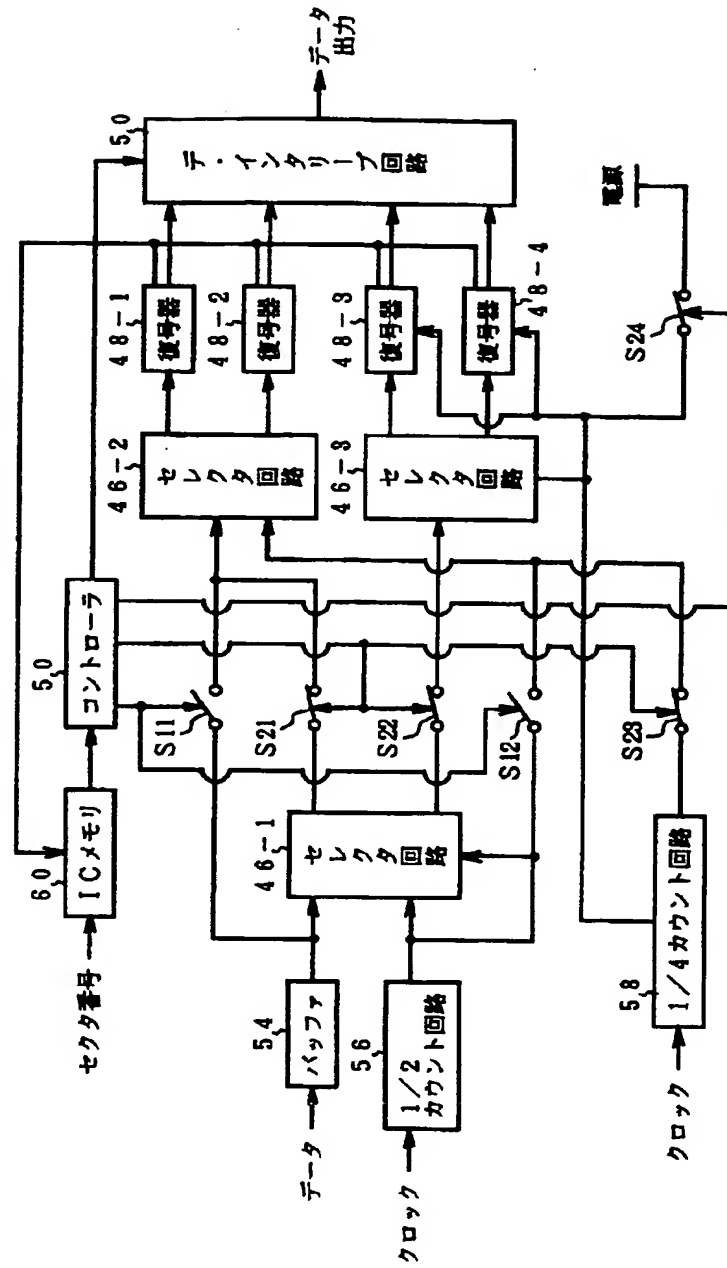 セクタ番号
60
ICメモリ
50
コントローラ
データ
54
バッファ
クロック
56
1/2
カウント回路
クロック
58
1/4カウント回路
46-1
セレクタ回路
S11
S21
S22
S12
S23
46-2
セレクタ回路
46-3
セレクタ回路
48-1
復号器
48-2
復号器
48-3
復号器
48-4
復号器
50
デ・インタリーブ回路
データ
出力
S24
電源